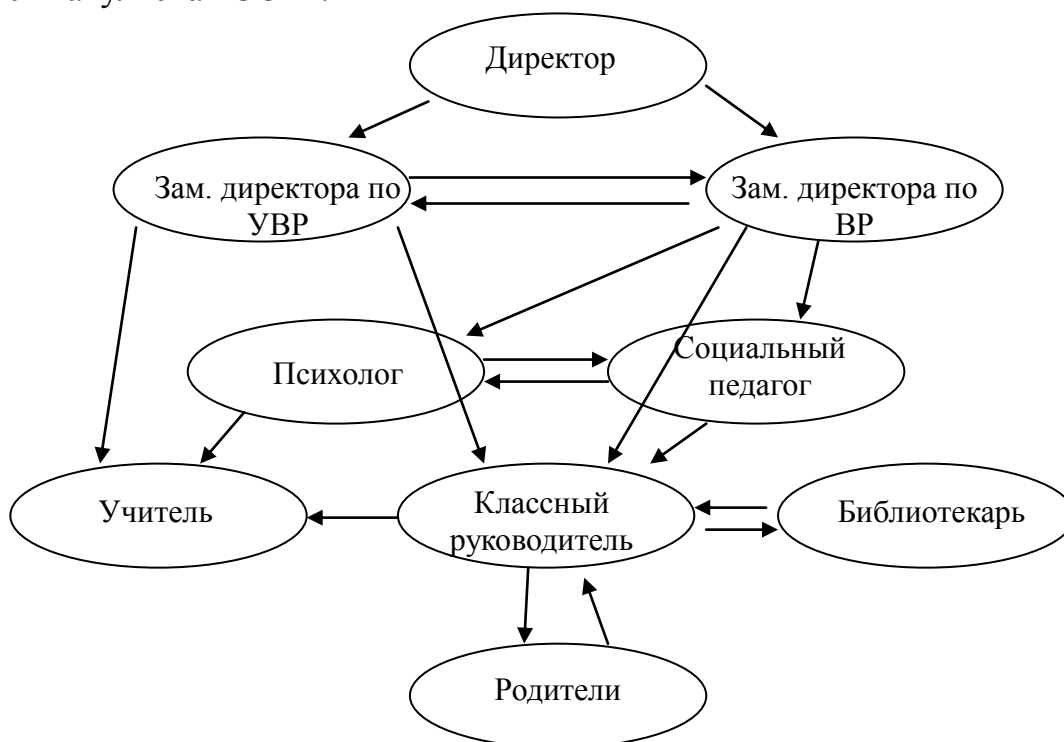 Директор
Зам. директора по
УВР
Зам. директора по
ВР
Психолог
Социальный
педагог
Учитель
Классный
руководитель
Библиотекарь
Родители